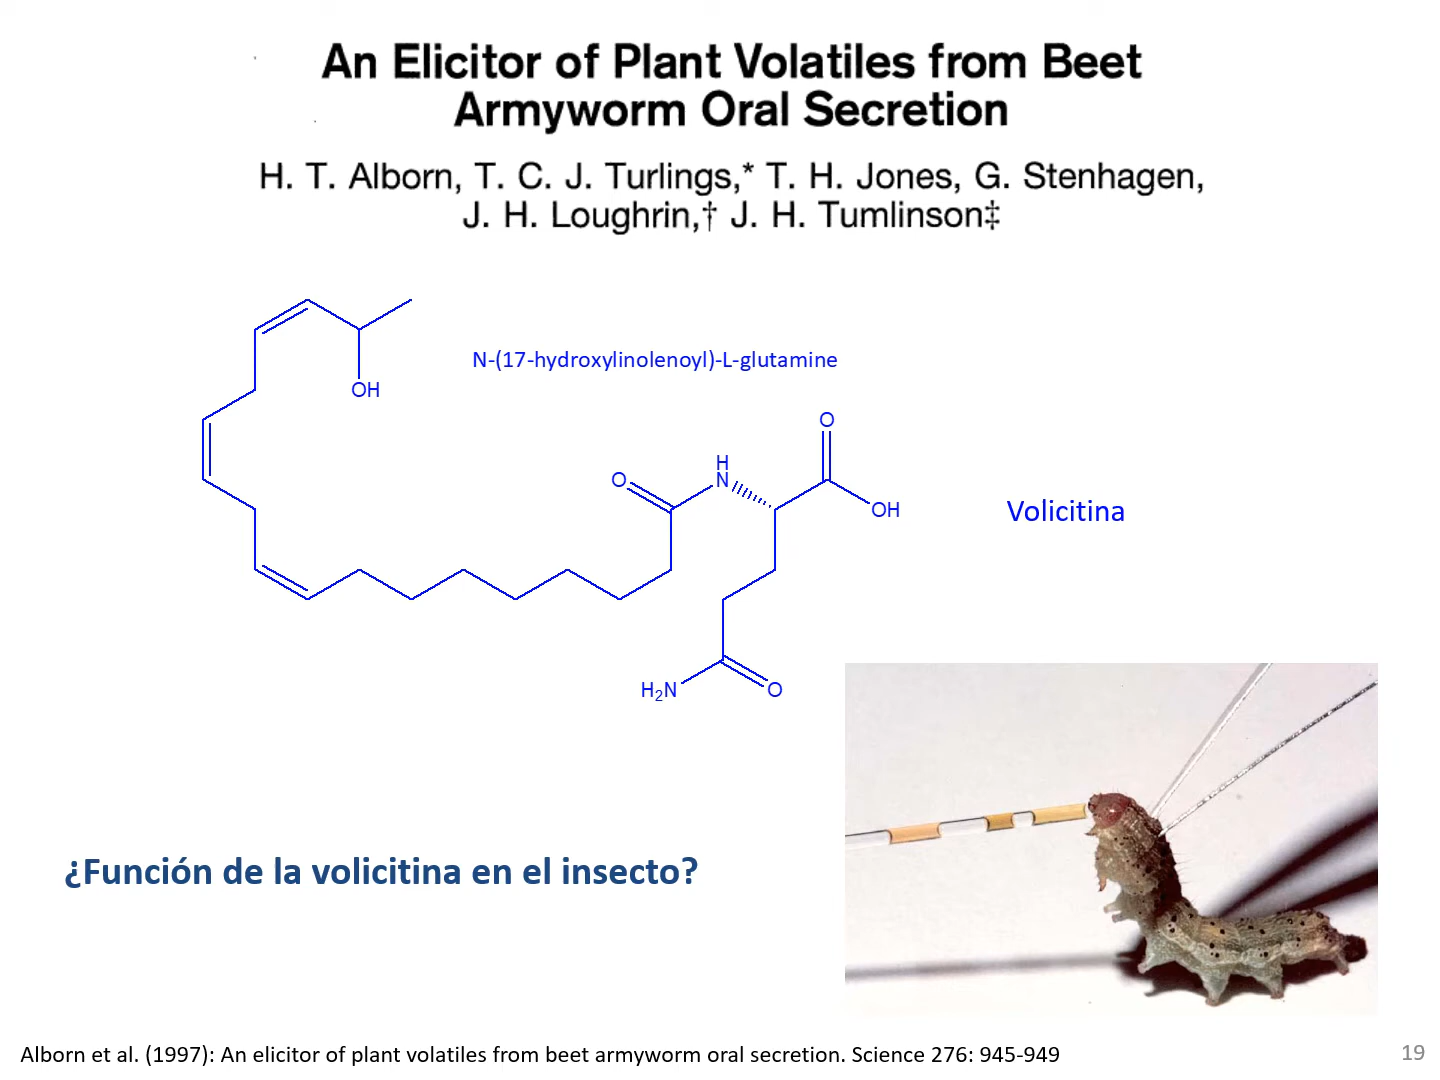 An Elicitor of Plant Volatiles from Beet
Armyworm Oral Secretion
H. T. Alborn, T. C. J. Turlings,* T. H. Jones, G. Stenhagen,
J. H. Loughrin,† J. H. Tumlinson‡
OH
N-(17-hydroxylinolenoyl)-L-glutamine
O
H
O
N
OH
Volicitina
H₂N
O
¿Función de la volicitina en el insecto?
Alborn et al. (1997): An elicitor of plant volatiles from beet armyworm oral secretion. Science 276: 945-949
19